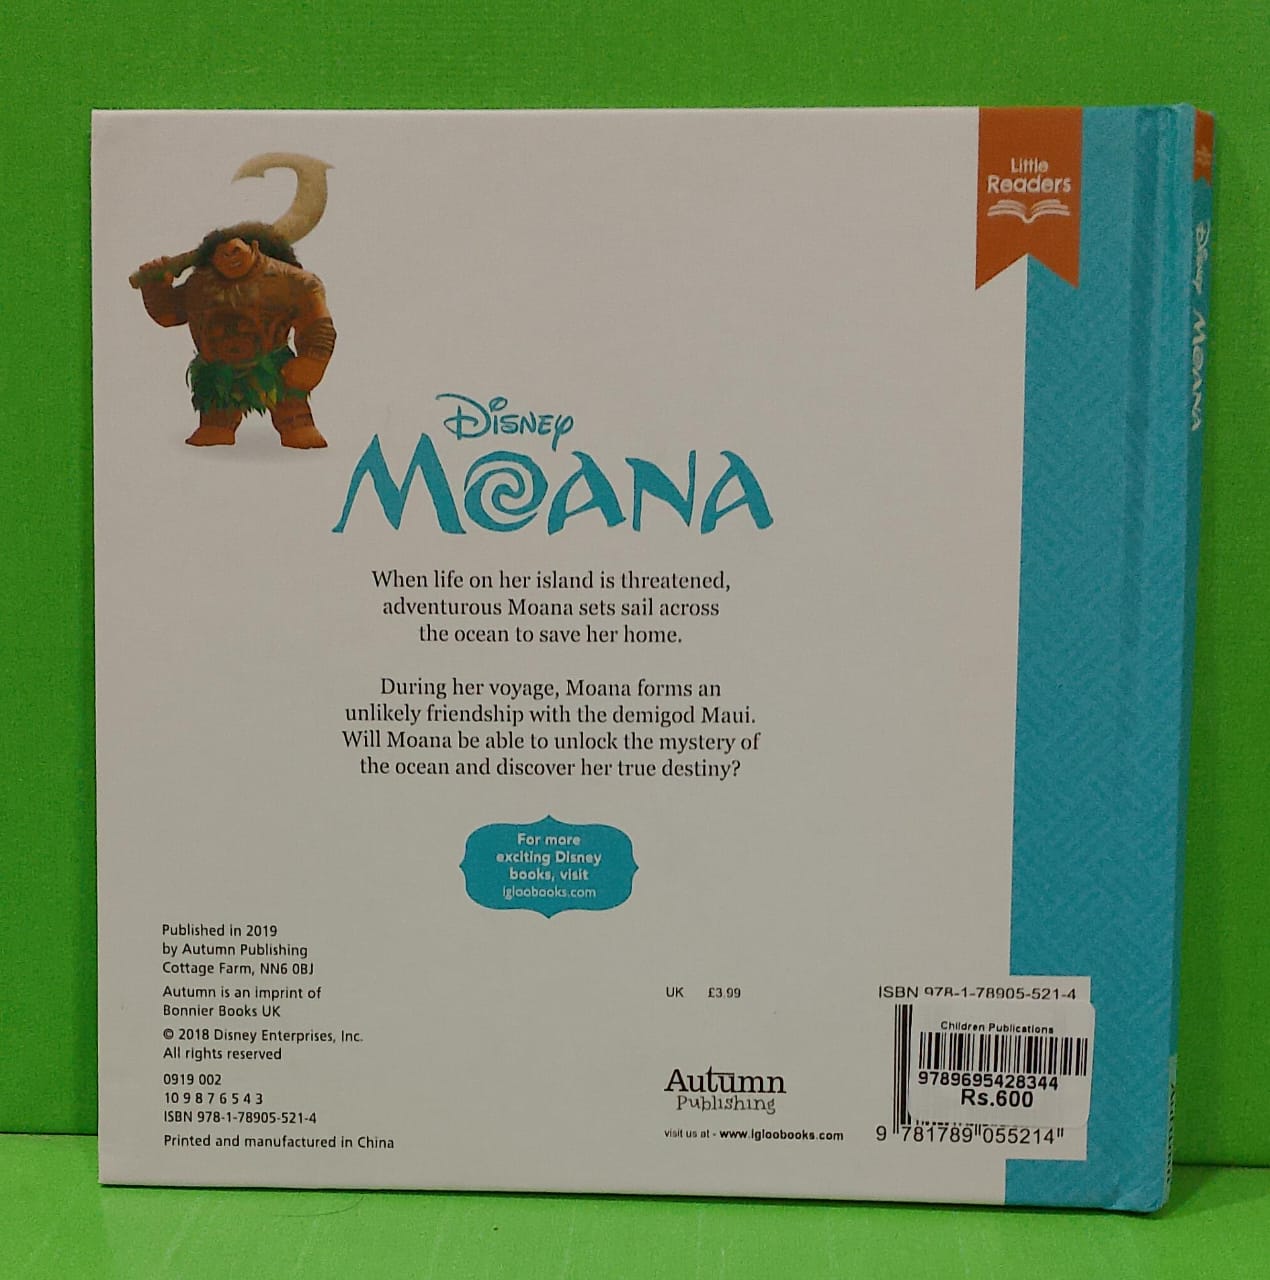 Little
Readers
Disney MOANA
Disney
MOANA
When life on her island is threatened,
adventurous Moana sets sail across
the ocean to save her home.
During her voyage, Moana forms an
unlikely friendship with the demigod Maui.
Will Moana be able to unlock the mystery of
the ocean and discover her true destiny?
For more
exciting Disney
books, visit
igloobooks.com
Published in 2019
by Autumn Publishing
Cottage Farm, NN6 0BJ
Autumn is an imprint of
Bonnier Books UK
© 2018 Disney Enterprises, Inc.
All rights reserved
0919 002
10 9 8 7 6 5 4 3
ISBN 978-1-78905-521-4
Printed and manufactured in China
UK £3.99
Autumn
Publishing
visit us at - www.igloobooks.com
ISBN 978-1-78905-521-4
Children Publications
9789695428344
Rs.600
9 781789 055214